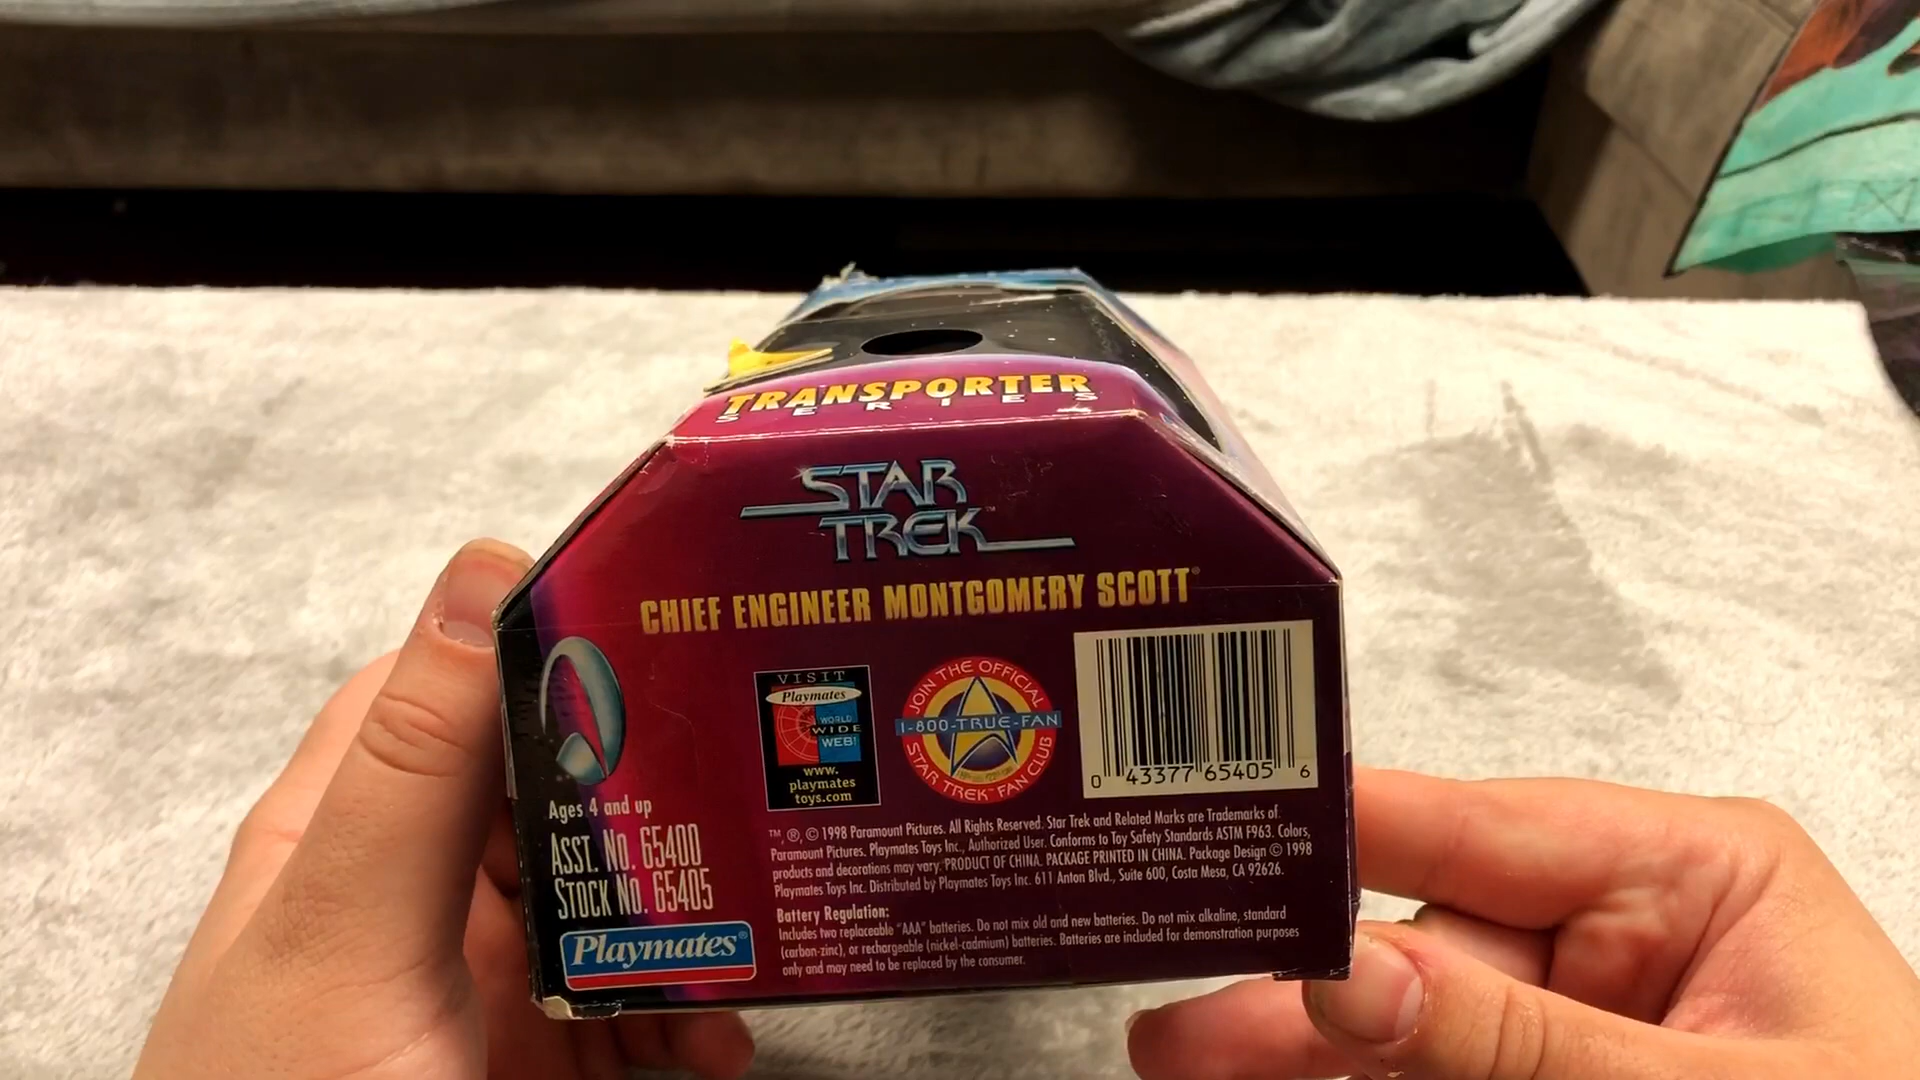 TRANSPORTER
SERIES
STAR
TREK™
CHIEF ENGINEER MONTGOMERY SCOTT®
VISIT
Playmates
WORLD
WIDE
WEB!
www.
playmates
toys.com
JOIN THE OFFICIAL
1-800-TRUE-FAN
STAR TREK™ FAN CLUB
0 43377 65405 6
Ages 4 and up
ASST. NO. 65400
STOCK NO. 65405
Playmates®
™, ®, © 1998 Paramount Pictures. All Rights Reserved. Star Trek and Related Marks are Trademarks of
Paramount Pictures. Playmates Toys Inc., Authorized User. Conforms to Toy Safety Standards ASTM F963. Colors,
products and decorations may vary. PRODUCT OF CHINA. PACKAGE PRINTED IN CHINA. Package Design © 1998
Playmates Toys Inc. Distributed by Playmates Toys Inc. 611 Anton Blvd., Suite 600, Costa Mesa, CA 92626.
Battery Regulation:
Includes two replaceable "AAA" batteries. Do not mix old and new batteries. Do not mix alkaline, standard
(carbon-zinc), or rechargeable (nickel-cadmium) batteries. Batteries are included for demonstration purposes
only and may need to be replaced by the consumer.